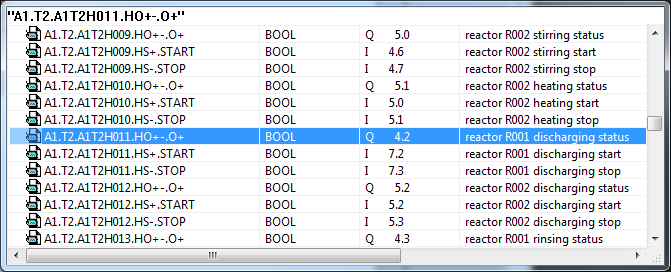 "A1.T2.A1T2H011.HO+-.O+"
A1.T2.A1T2H009.HO+-.O+ BOOL Q 5.0 reactor R002 stirring status
A1.T2.A1T2H009.HS+.START BOOL I 4.6 reactor R002 stirring start
A1.T2.A1T2H009.HS-.STOP BOOL I 4.7 reactor R002 stirring stop
A1.T2.A1T2H010.HO+-.O+ BOOL Q 5.1 reactor R002 heating status
A1.T2.A1T2H010.HS+.START BOOL I 5.0 reactor R002 heating start
A1.T2.A1T2H010.HS-.STOP BOOL I 5.1 reactor R002 heating stop
A1.T2.A1T2H011.HO+-.O+ BOOL Q 4.2 reactor R001 discharging status
A1.T2.A1T2H011.HS+.START BOOL I 7.2 reactor R001 discharging start
A1.T2.A1T2H011.HS-.STOP BOOL I 7.3 reactor R001 discharging stop
A1.T2.A1T2H012.HO+-.O+ BOOL Q 5.2 reactor R002 discharging status
A1.T2.A1T2H012.HS+.START BOOL I 5.2 reactor R002 discharging start
A1.T2.A1T2H012.HS-.STOP BOOL I 5.3 reactor R002 discharging stop
A1.T2.A1T2H013.HO+-.O+ BOOL Q 4.3 reactor R001 rinsing status